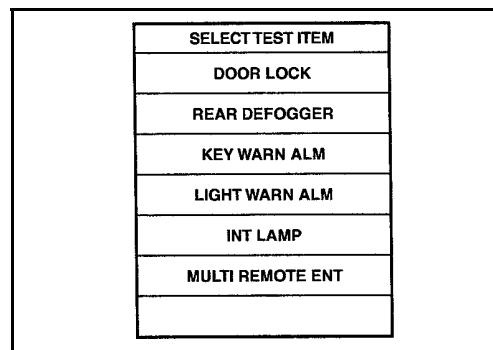 SELECT TEST ITEM
DOOR LOCK
REAR DEFOGGER
KEY WARN ALM
LIGHT WARN ALM
INT LAMP
MULTI REMOTE ENT